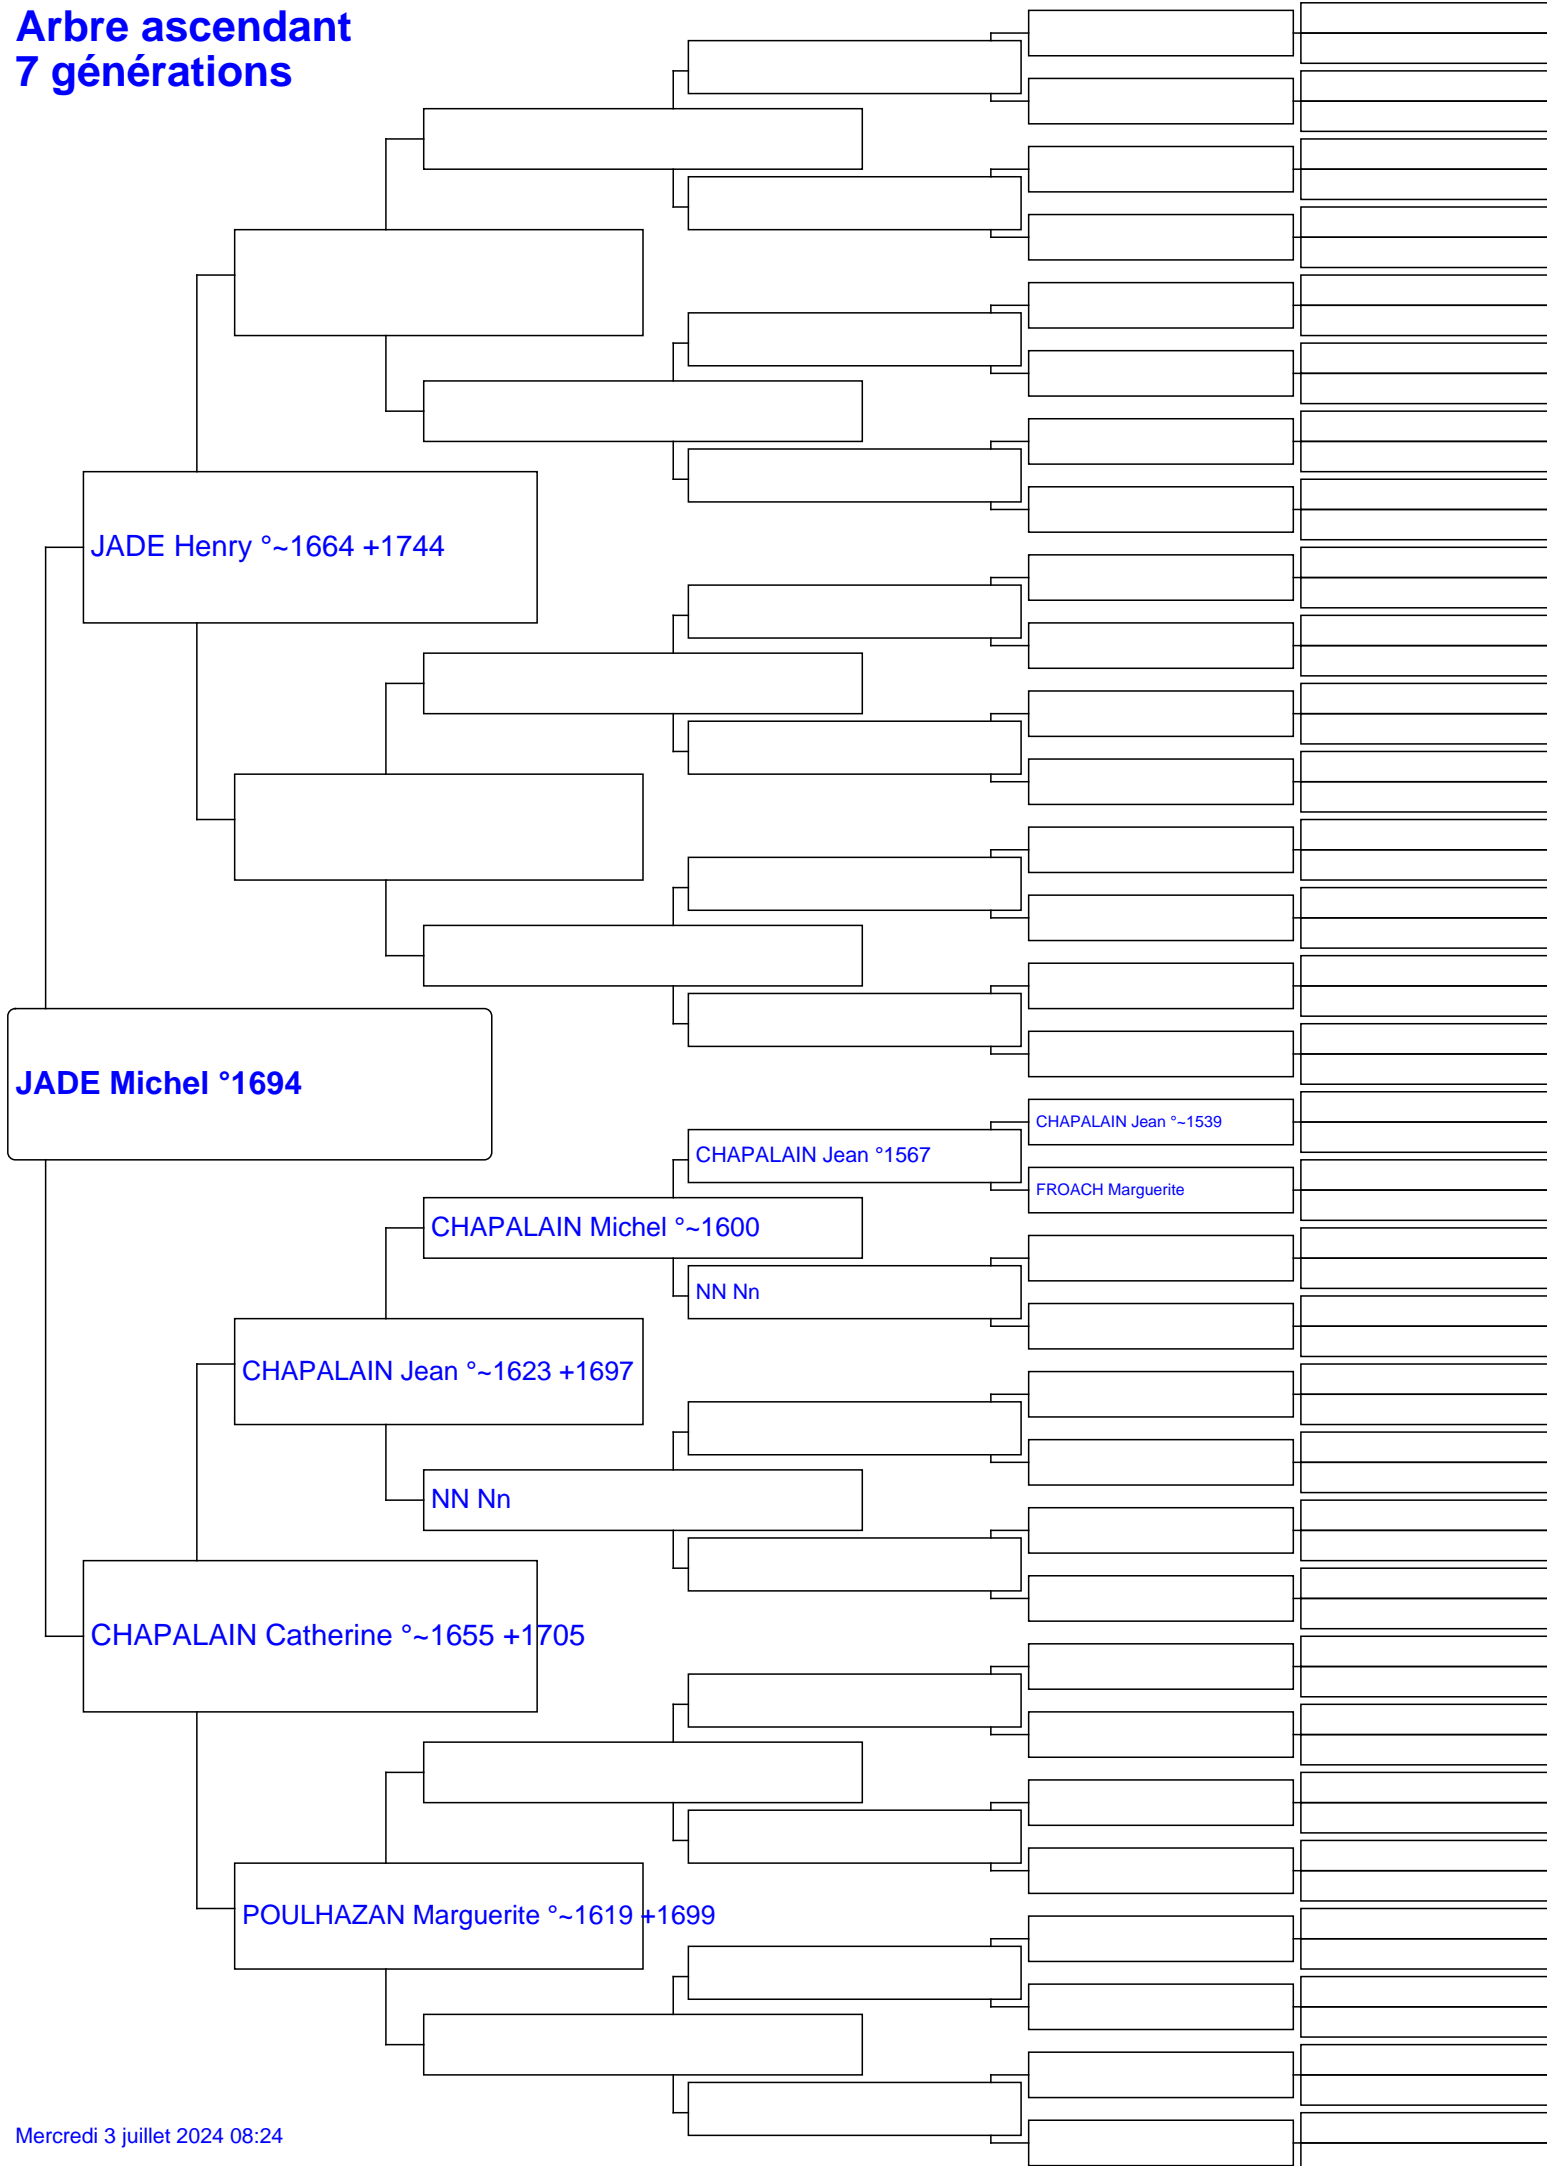 Arbre ascendant
7 générations
JADE Henry °~1664 +1744
JADE Michel °1694
CHAPALAIN Jean °~1539
CHAPALAIN Jean °1567
FROACH Marguerite
CHAPALAIN Michel °~1600
NN Nn
CHAPALAIN Jean °~1623 +1697
NN Nn
CHAPALAIN Catherine °~1655 +1705
POULHAZAN Marguerite °~1619 +1699
Mercredi 3 juillet 2024 08:24